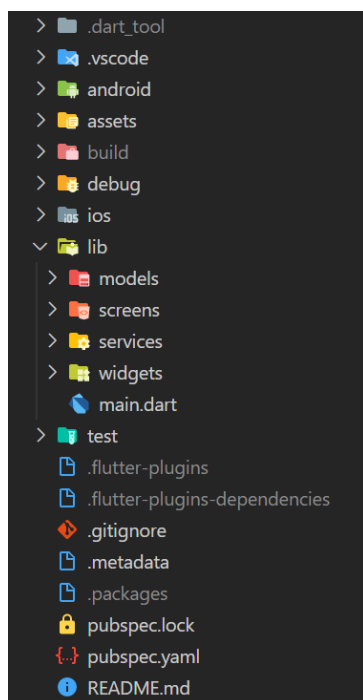 .dart_tool
.vscode
android
assets
build
debug
iOS ios
lib
models
screens
services
widgets
main.dart
test
.flutter-plugins
.flutter-plugins-dependencies
.gitignore
.metadata
.packages
pubspec.lock
{..} pubspec.yaml
README.md